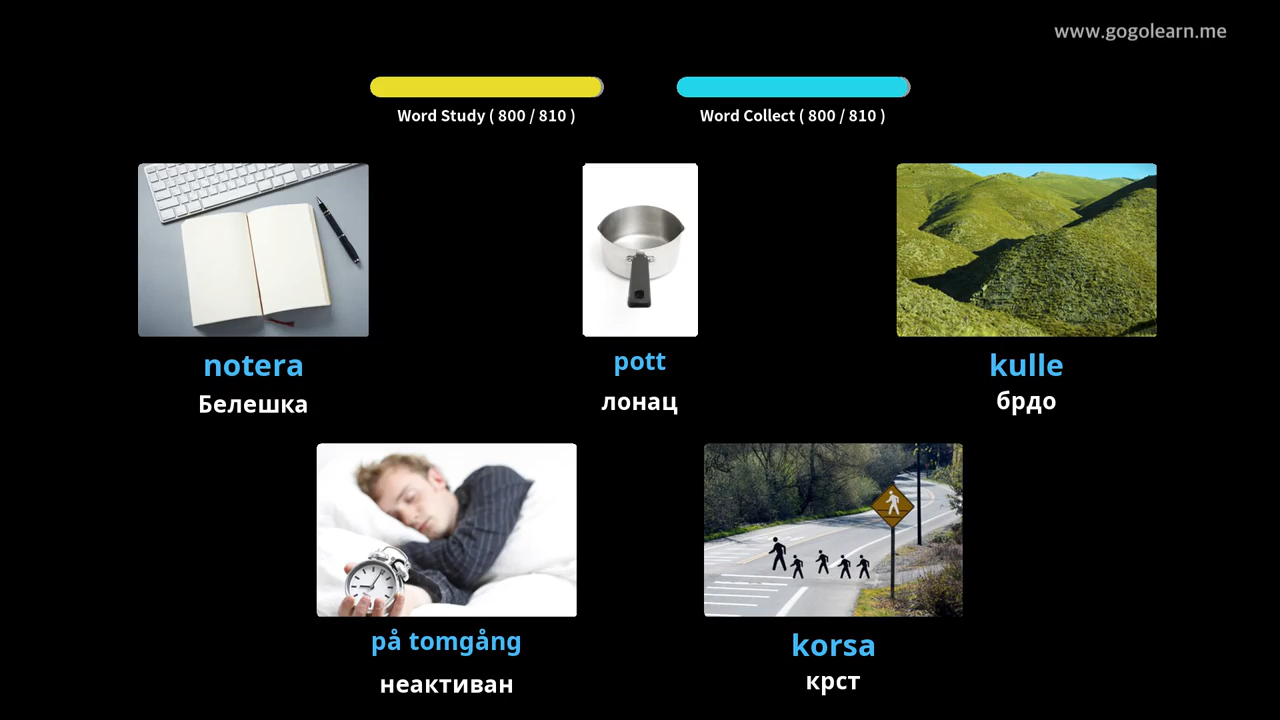 www.gogolearn.me
Word Study ( 800 / 810 )
Word Collect ( 800 / 810 )
notera
Белешка
pott
лонац
kulle
брдо
på tomgång
неактиван
korsa
крст